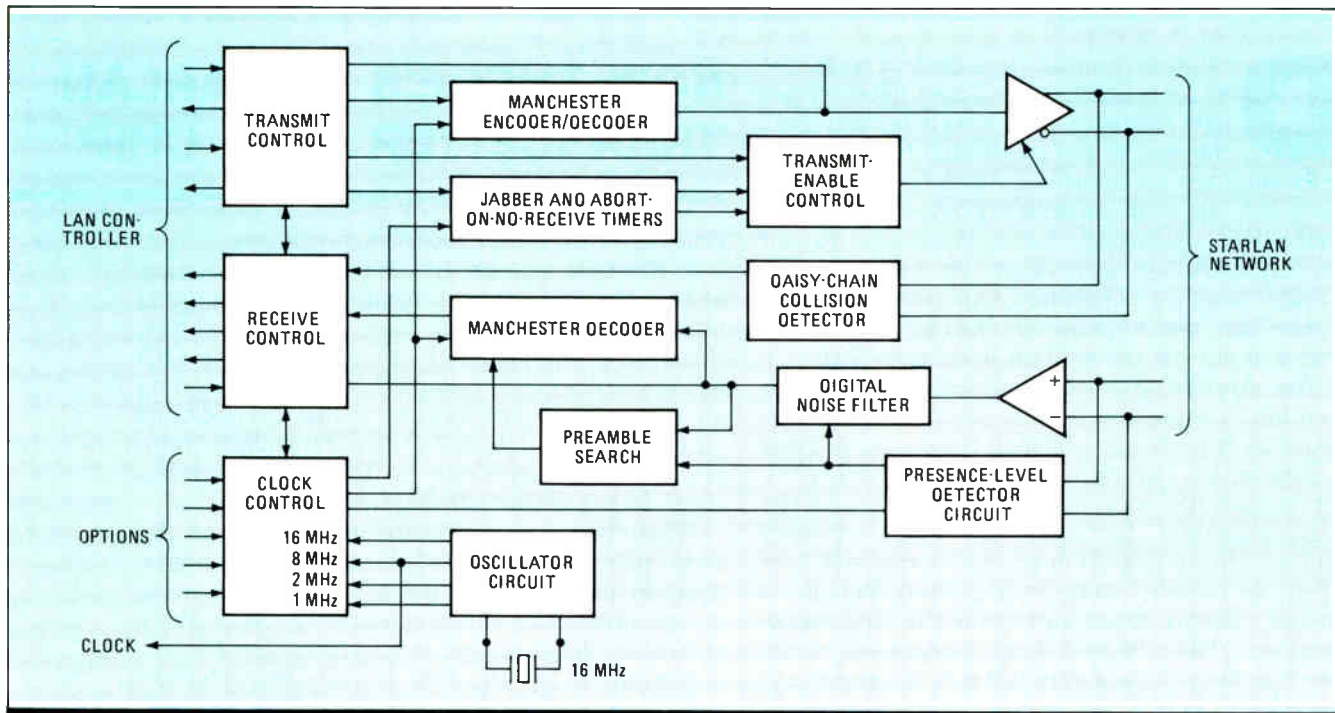 TRANSMIT
CONTROL
MANCHESTER
ENCOOER/OECOOER
TRANSMIT-
ENABLE
CONTROL
JABBER AND ABORT-
ON-NO-RECEIVE TIMERS
LAN CON-
TROLLER
STARLAN
NETWORK
RECEIVE
CONTROL
OAISY-CHAIN
COLLISION
DETECTOR
MANCHESTER OECOOER
+
−
OIGITAL
NOISE FILTER
PREAMBLE
SEARCH
PRESENCE-LEVEL
OETECTOR
CIRCUIT
CLOCK
CONTROL
OPTIONS
16 MHz
8 MHz
2 MHz
1 MHz
OSCILLATOR
CIRCUIT
CLOCK
16 MHz